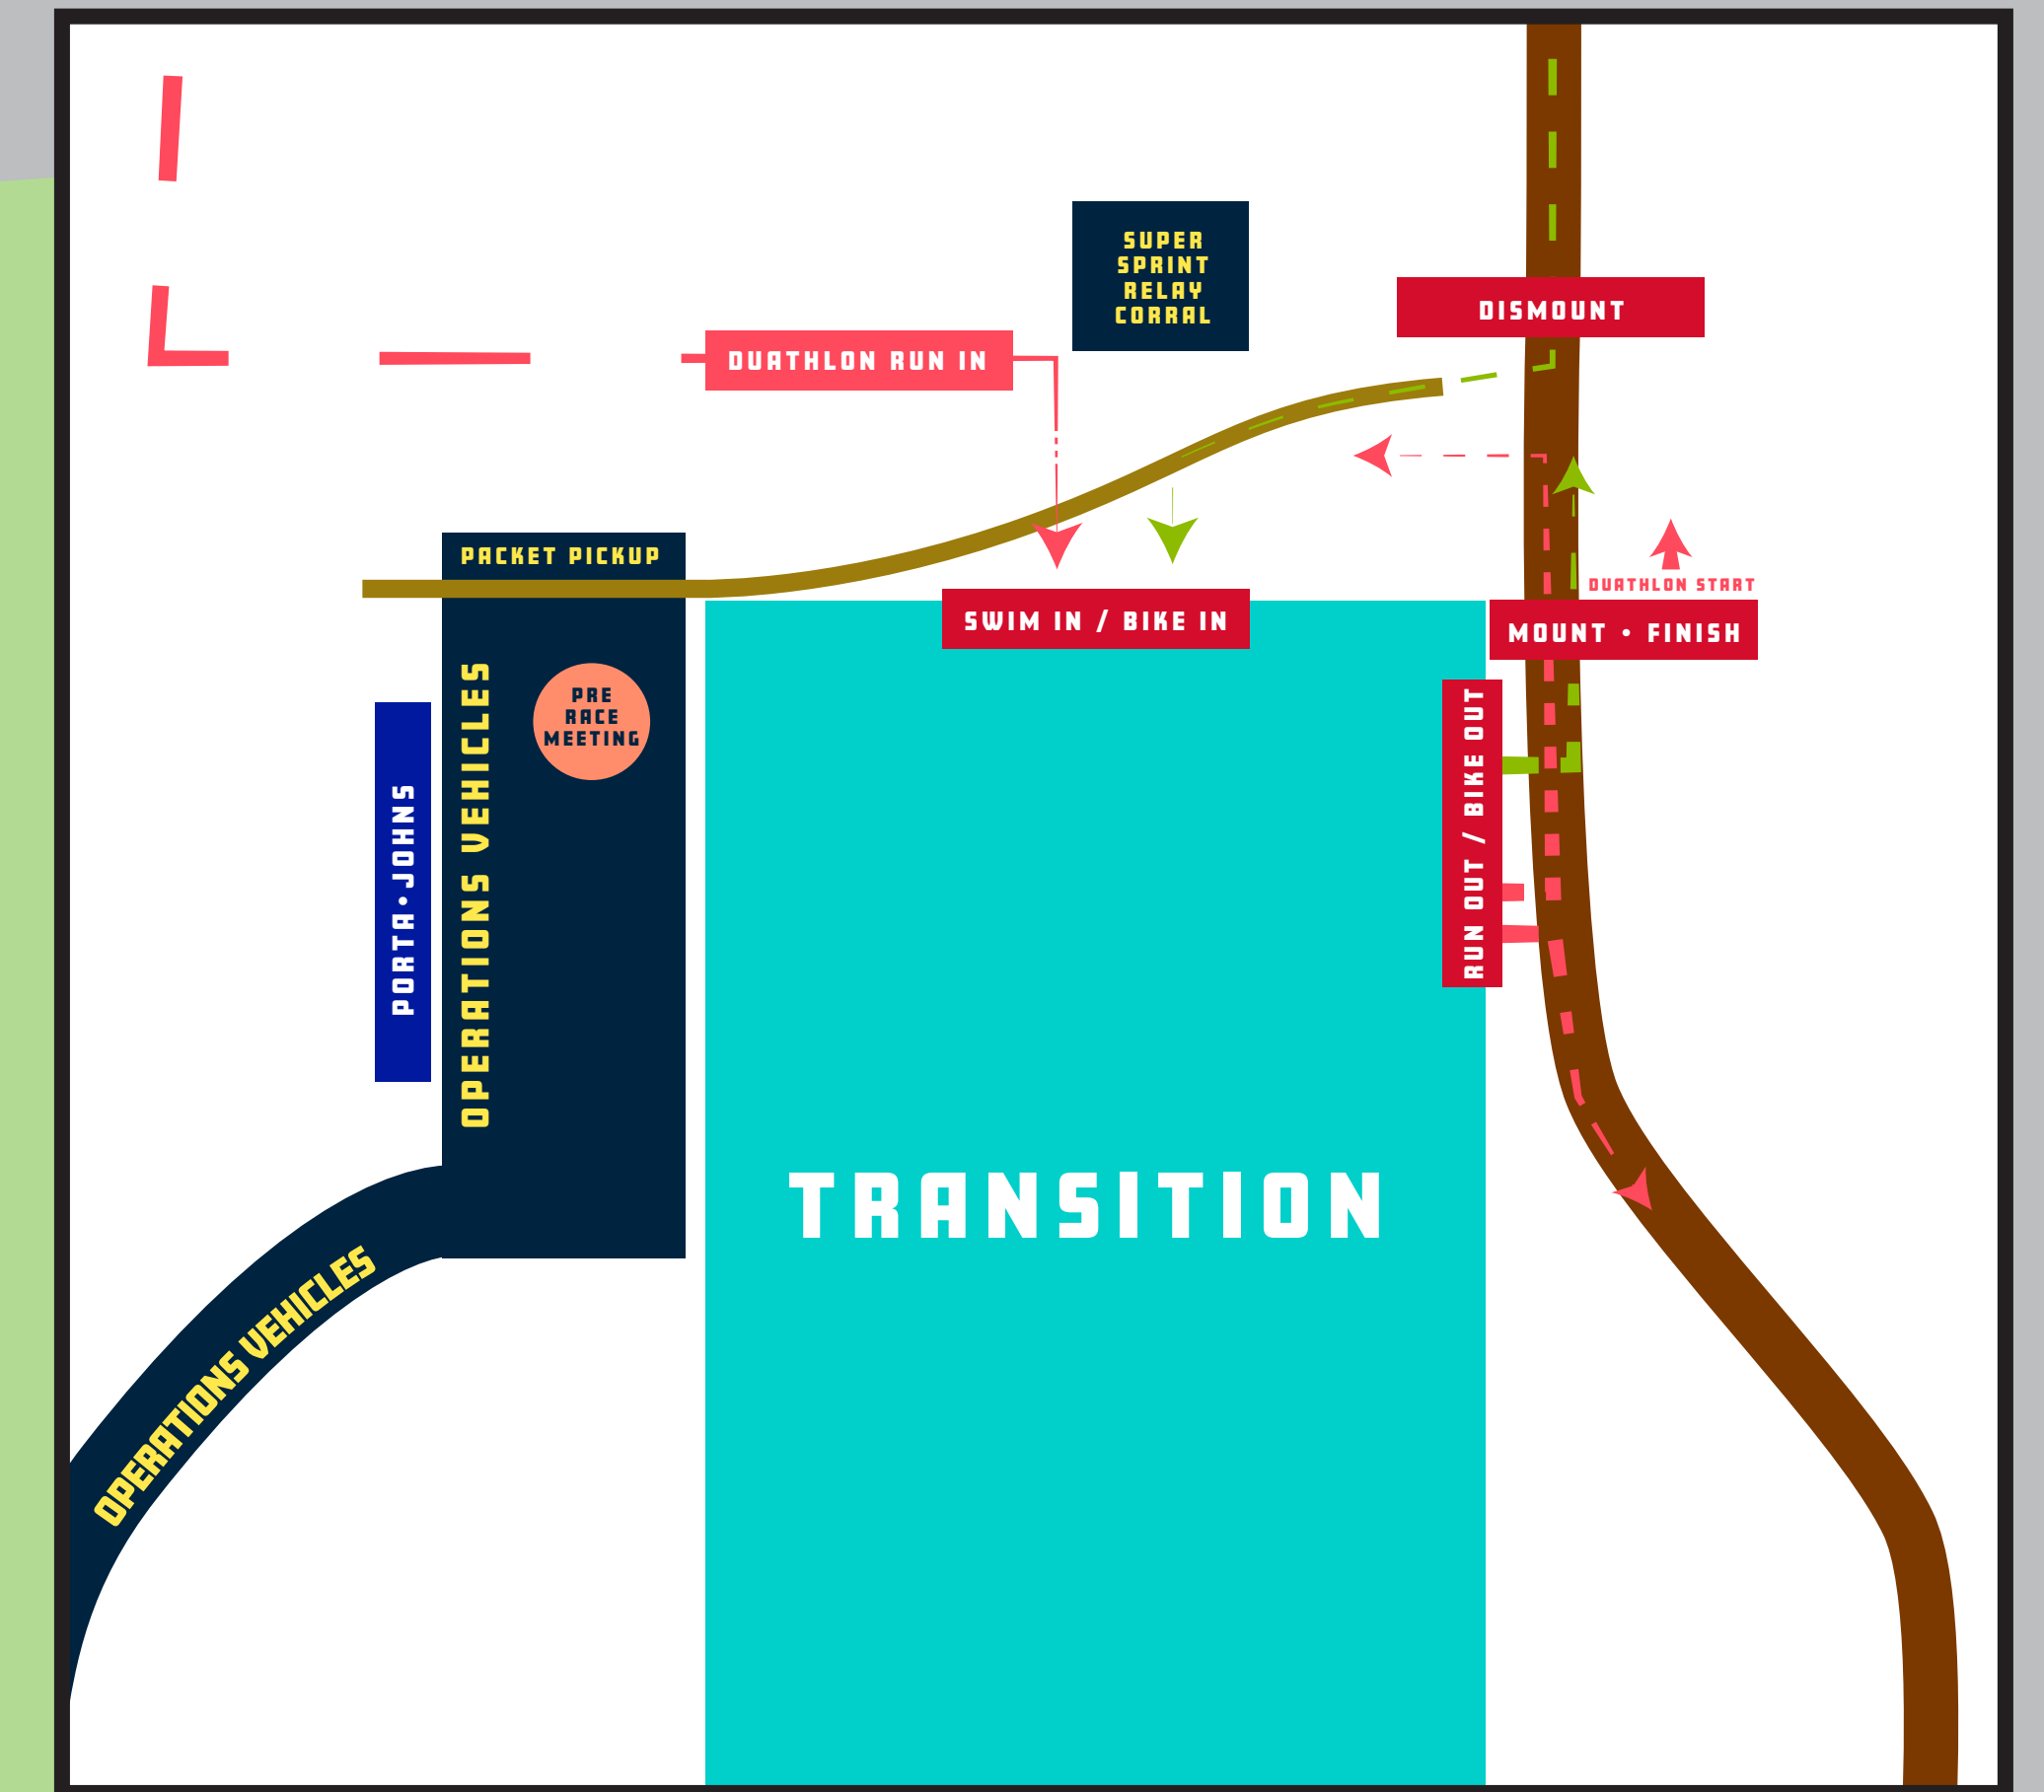 SUPER
SPRINT
RELAY
CORRAL
DISMOUNT
DUATHLON RUN IN
PACKET PICKUP
DUATHLON START
SWIM IN / BIKE IN
MOUNT • FINISH
PRE
RACE
MEETING
OPERATIONS VEHICLES
PORTA•JOHNS
RUN OUT / BIKE OUT
TRANSITION
OPERATIONS VEHICLES